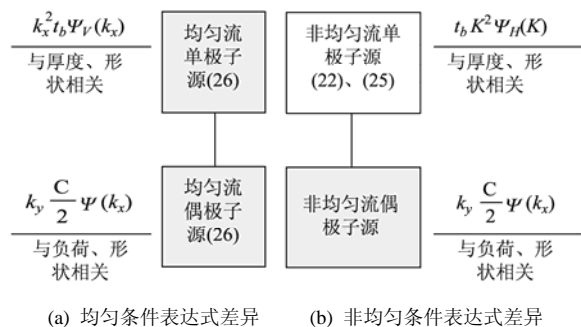 k_x^2 t_b Ψ_V(k_x)
与厚度、形
状相关
均匀流
单极子
源(26)
非均匀流单
极子源
(22)、(25)
t_b K^2 Ψ_H(K)
与厚度、形
状相关
k_y C/2 Ψ(k_x)
与负荷、形
状相关
均匀流
偶极子
源(26)
非均匀流偶
极子源
k_y C/2 Ψ(k_x)
与负荷、形
状相关
(a) 均匀条件表达式差异
(b) 非均匀条件表达式差异